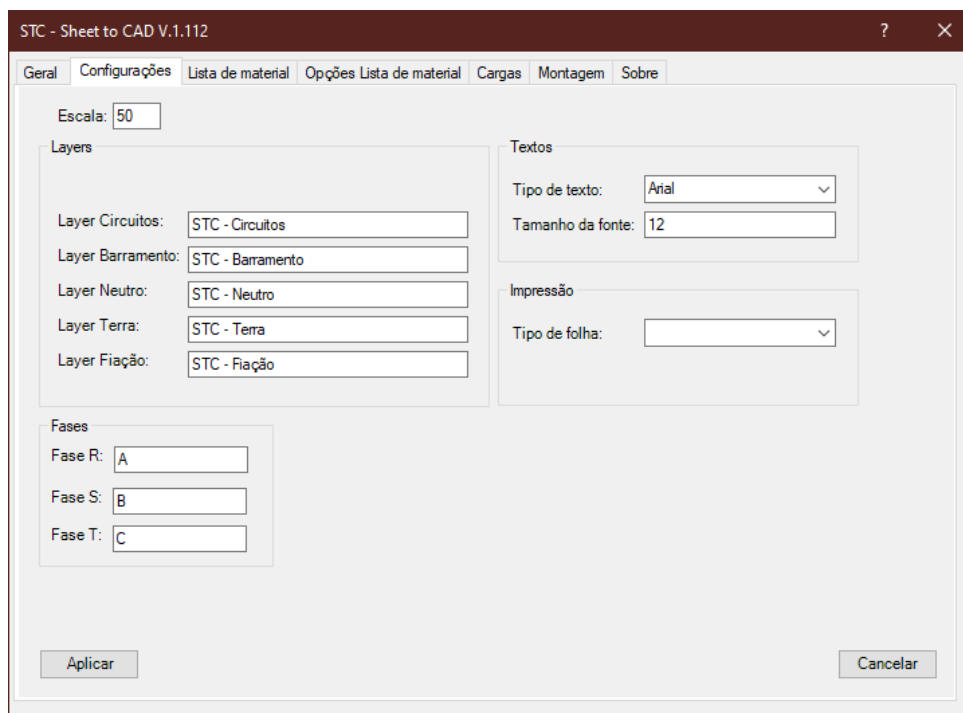 STC - Sheet to CAD V.1.112 ? ×
Geral Configurações Lista de material Opções Lista de material Cargas Montagem Sobre
Escala: 50
Layers
Layer Circuitos: STC - Circuitos
Layer Barramento: STC - Barramento
Layer Neutro: STC - Neutro
Layer Terra: STC - Terra
Layer Fiação: STC - Fiação
Textos
Tipo de texto: Arial
Tamanho da fonte: 12
Impressão
Tipo de folha:
Fases
Fase R: A
Fase S: B
Fase T: C
Aplicar Cancelar